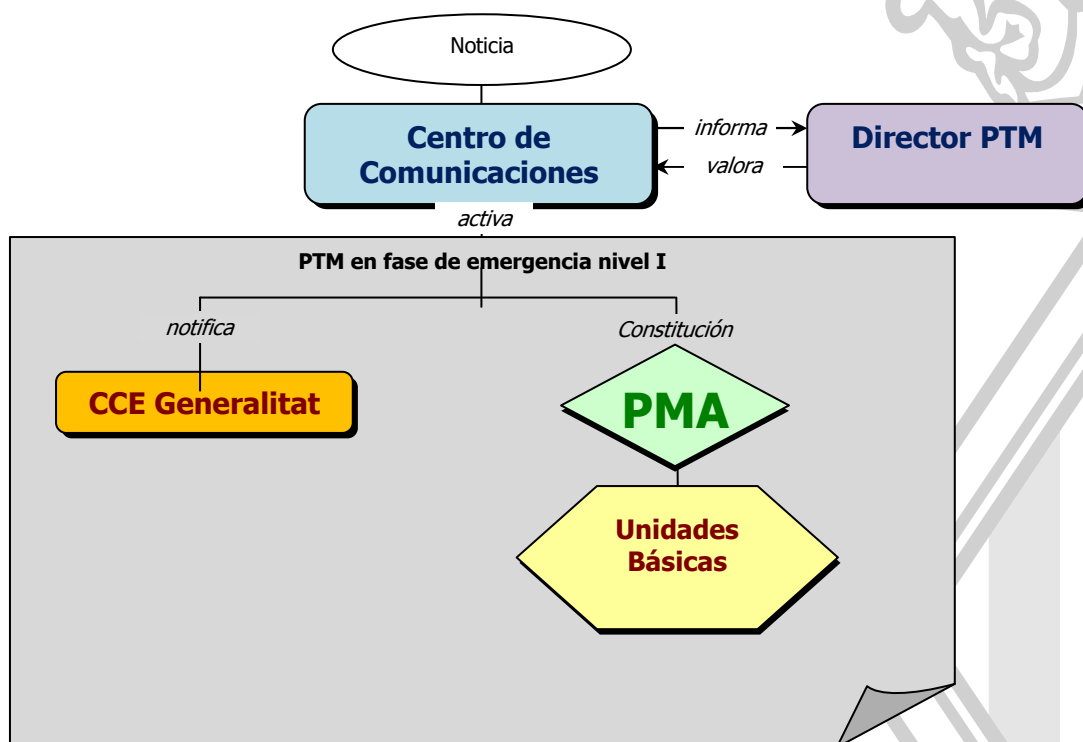 Noticia
Centro de
Comunicaciones
informa
valora
Director PTM
activa
PTM en fase de emergencia nivel I
notifica
Constitución
CCE Generalitat
PMA
Unidades
Básicas